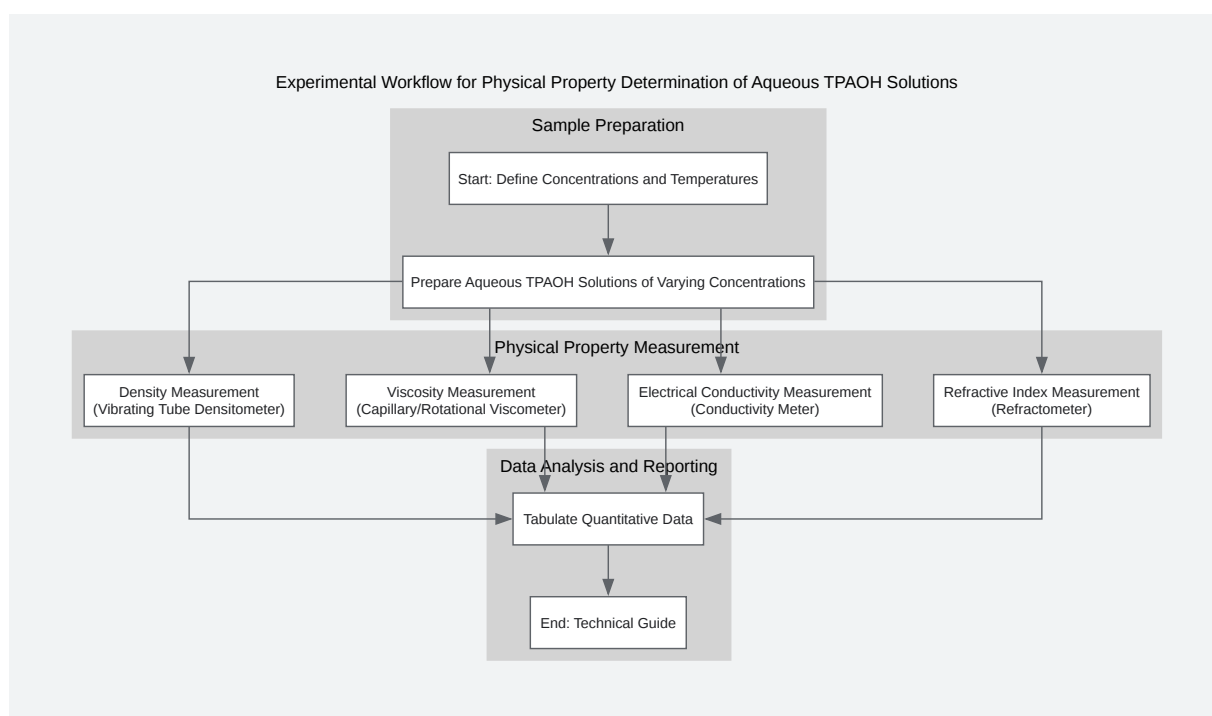 Experimental Workflow for Physical Property Determination of Aqueous TPAOH Solutions
Sample Preparation
Start: Define Concentrations and Temperatures
Prepare Aqueous TPAOH Solutions of Varying Concentrations
Physical Property Measurement
Density Measurement
(Vibrating Tube Densitometer)
Viscosity Measurement
(Capillary/Rotational Viscometer)
Electrical Conductivity Measurement
(Conductivity Meter)
Refractive Index Measurement
(Refractometer)
Data Analysis and Reporting
Tabulate Quantitative Data
End: Technical Guide